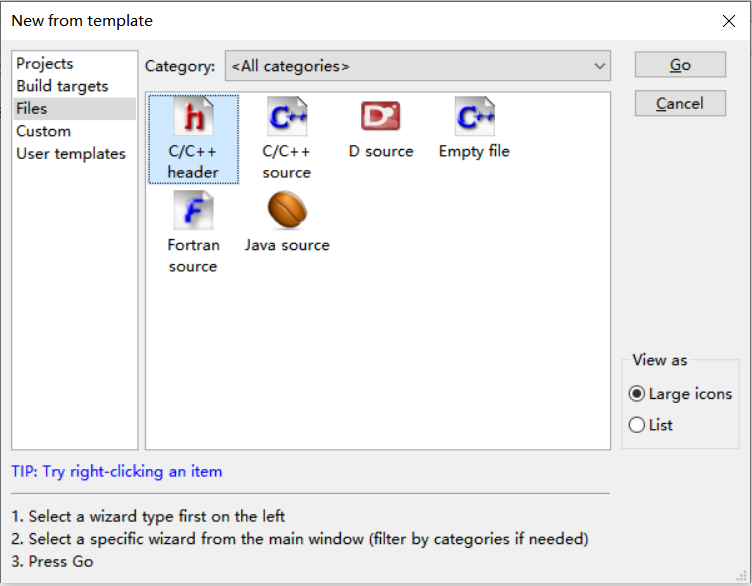 New from template
Projects
Build targets
Files
Custom
User templates
Category:
<All categories>
Go
Cancel
h
C/C++
header
C++
C/C++
source
D
D source
C++
Empty file
F
Fortran
source
Java source
View as
Large icons
List
TIP: Try right-clicking an item
1. Select a wizard type first on the left
2. Select a specific wizard from the main window (filter by categories if needed)
3. Press Go